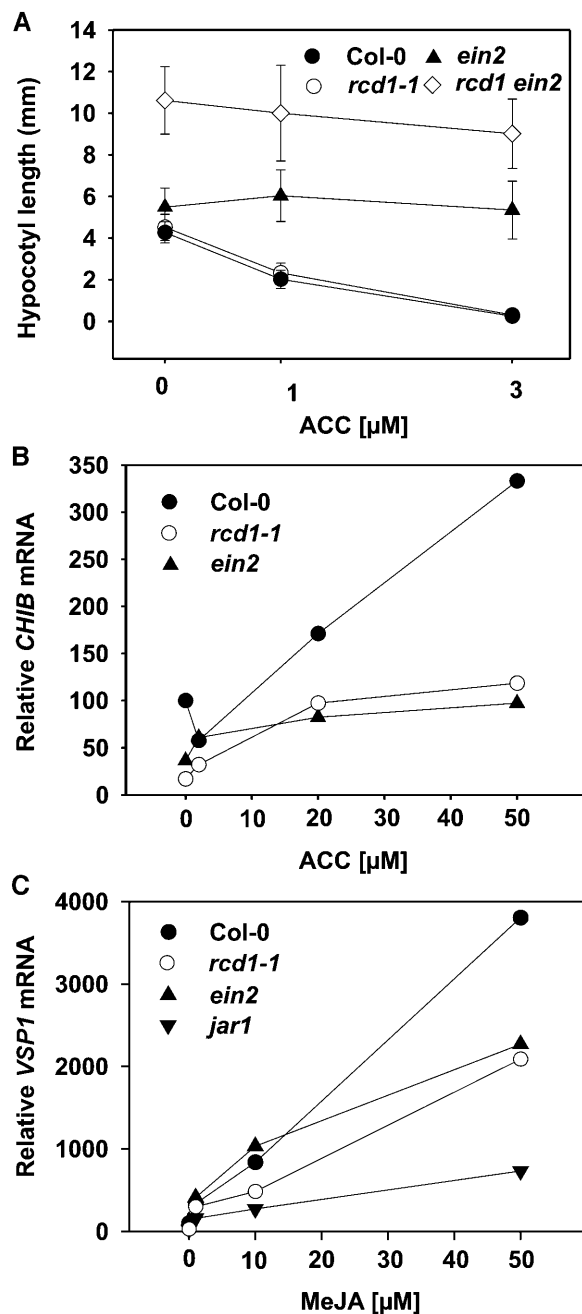 A
Hypocotyl length (mm)
14
12
10
8
6
4
2
0
Col-0
ein2
rcd1-1
rcd1 ein2
0
1
3
ACC [µM]
B
Relative CHIB mRNA
350
300
250
200
150
100
50
0
Col-0
rcd1-1
ein2
0
10
20
30
40
50
ACC [µM]
C
Relative VSP1 mRNA
4000
3000
2000
1000
0
Col-0
rcd1-1
ein2
jar1
0
10
20
30
40
50
MeJA [µM]